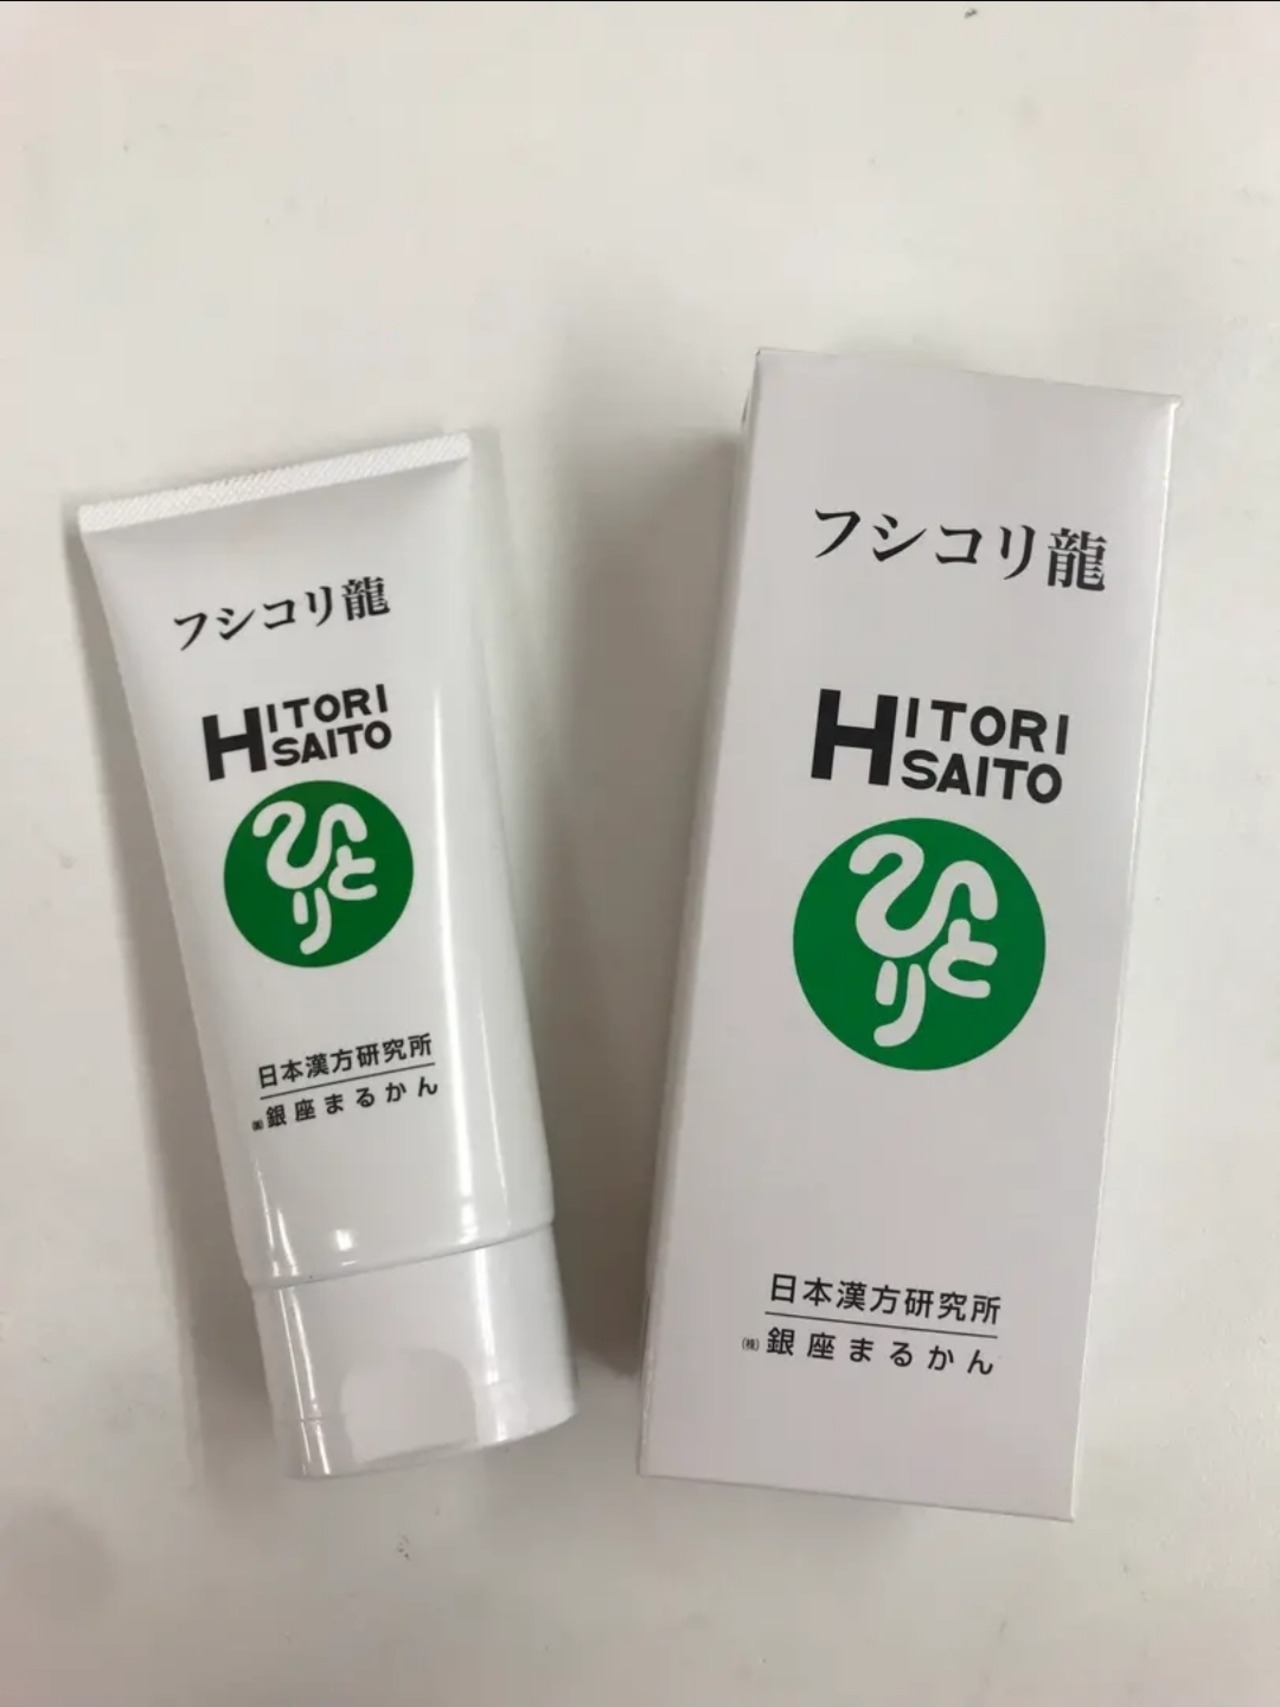 フシコリ龍
HITORI
SAITO
ひとり
日本漢方研究所
㈱銀座まるかん
フシコリ龍
HITORI
SAITO
ひとり
日本漢方研究所
㈱銀座まるかん